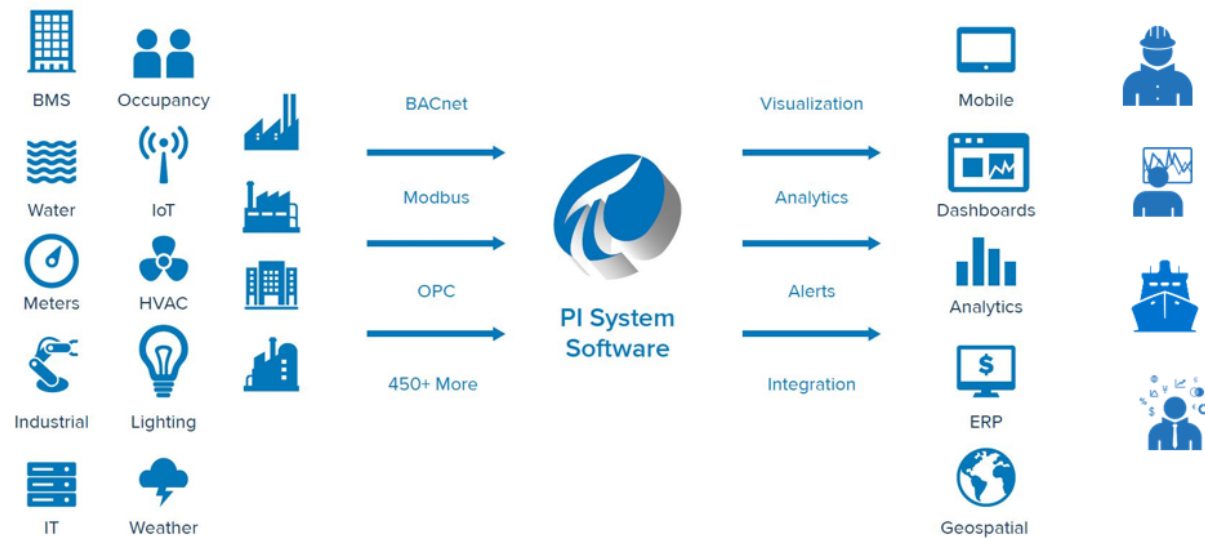 BMS
Occupancy
Water
IoT
Meters
HVAC
Industrial
Lighting
IT
Weather
BACnet
Modbus
OPC
450+ More
PI System
Software
Visualization
Analytics
Alerts
Integration
Mobile
Dashboards
Analytics
$
ERP
Geospatial